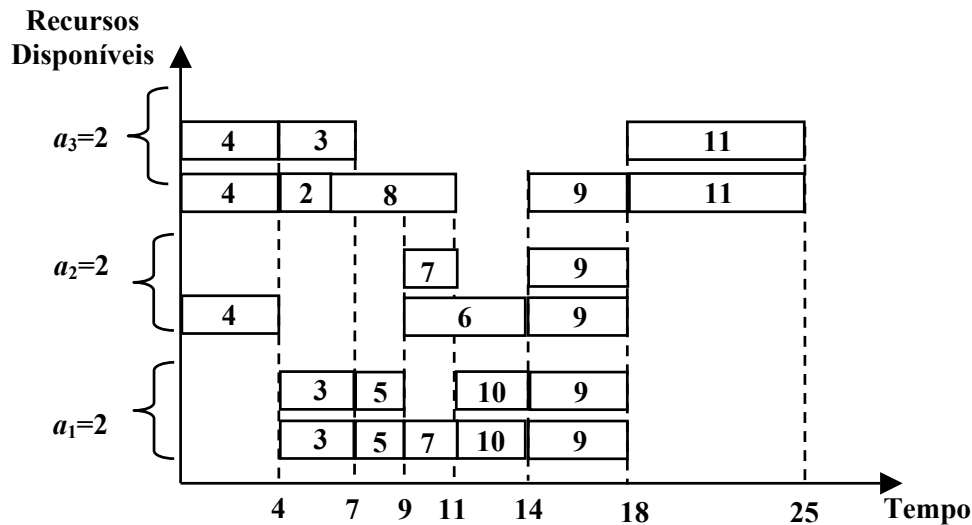 Recursos
Disponíveis
a3=2
4 3 11
4 2 8 9 11
a2=2
7 9
4 6 9
a1=2
3 5 10 9
3 5 7 10 9
4 7 9 11 14 18 25 Tempo